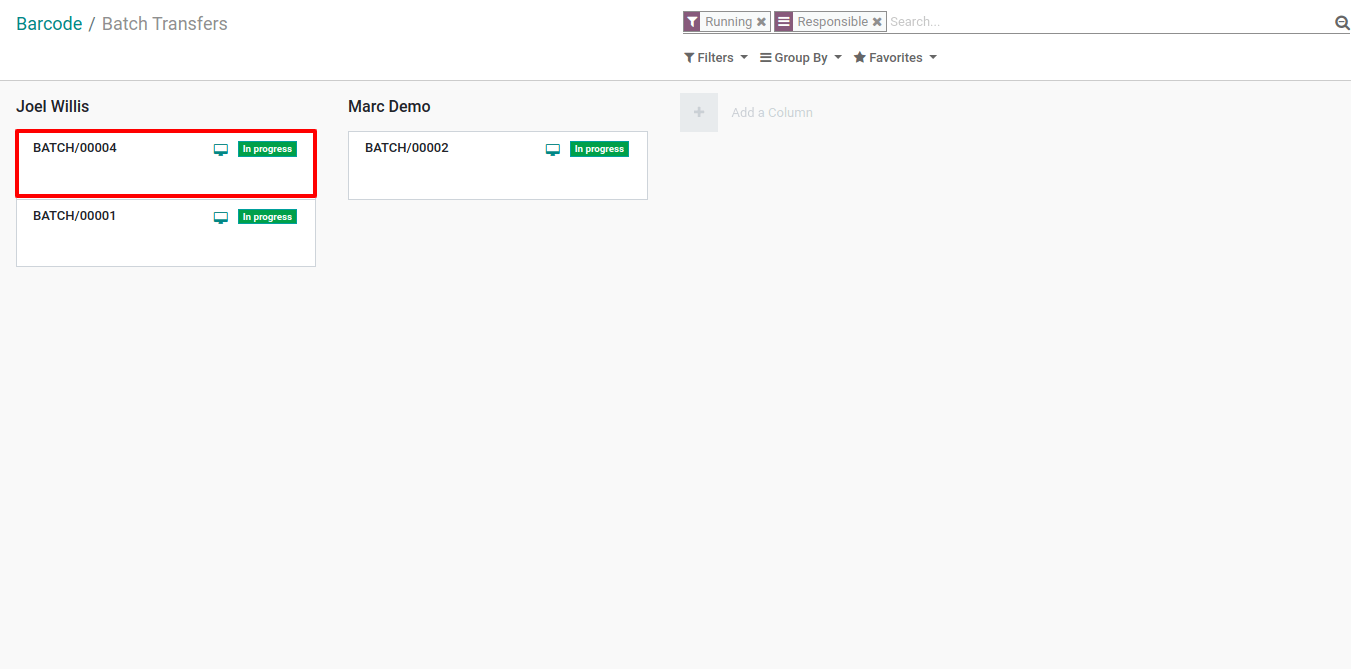 Barcode / Batch Transfers
Running Responsible Search...
Filters Group By Favorites
Joel Willis
BATCH/00004 In progress
BATCH/00001 In progress
Marc Demo
BATCH/00002 In progress
Add a Column